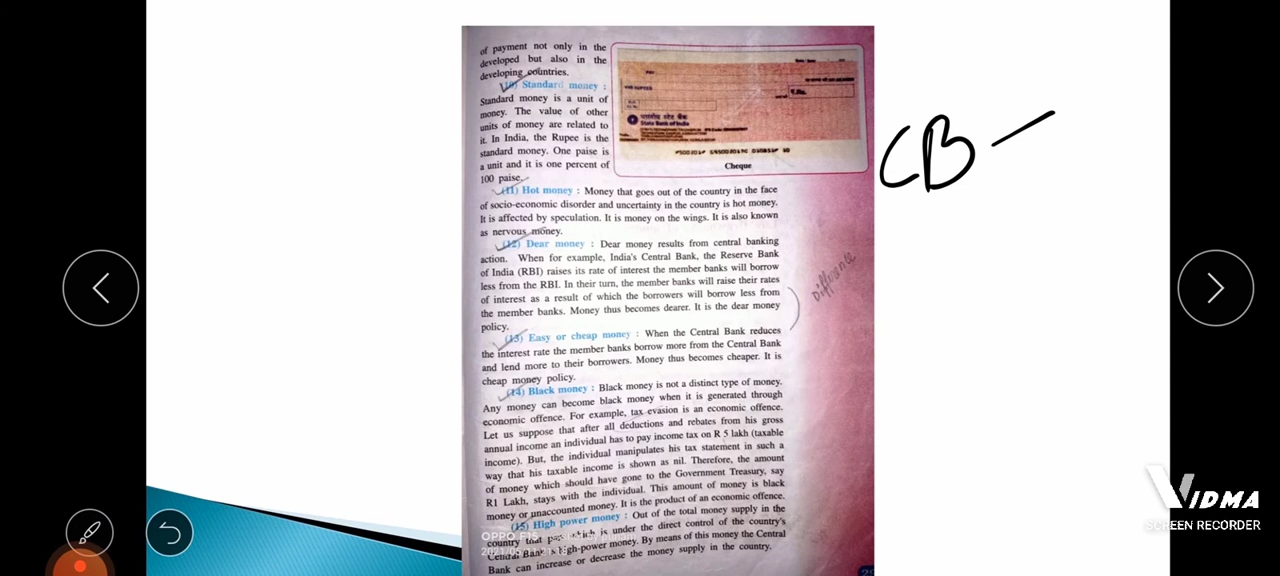 of payment not only in the
developed but also in the
developing countries.
(10) Standard money :
Standard money is a unit of
money. The value of other
units of money are related to
it. In India, the Rupee is the
standard money. One paise is
a unit and it is one percent of
100 paise.
भारतीय स्टेट बैंक
State Bank of India
Cheque
(11) Hot money : Money that goes out of the country in the face
of socio-economic disorder and uncertainty in the country is hot money.
It is affected by speculation. It is money on the wings. It is also known
as nervous money.
(12) Dear money : Dear money results from central banking
action. When for example, India's Central Bank, the Reserve Bank
of India (RBI) raises its rate of interest the member banks will borrow
less from the RBI. In their turn, the member banks will raise their rates
of interest as a result of which the borrowers will borrow less from
the member banks. Money thus becomes dearer. It is the dear money
policy.
(13) Easy or cheap money : When the Central Bank reduces
the interest rate the member banks borrow more from the Central Bank
and lend more to their borrowers. Money thus becomes cheaper. It is
cheap money policy.
(14) Black money : Black money is not a distinct type of money.
Any money can become black money when it is generated through
economic offence. For example, tax evasion is an economic offence.
Let us suppose that after all deductions and rebates from his gross
annual income an individual has to pay income tax on R 5 lakh (taxable
income). But, the individual manipulates his tax statement in such a
way that his taxable income is shown as nil. Therefore, the amount
of money which should have gone to the Government Treasury, say
R1 Lakh, stays with the individual. This amount of money is black
money or unaccounted money. It is the product of an economic offence.
(15) High power money : Out of the total money supply in the
country that part which is under the direct control of the country's
Central Bank is high-power money. By means of this money the Central
Bank can increase or decrease the money supply in the country.
Difference
CB -
OPPO F15
VIDMA
SCREEN RECORDER